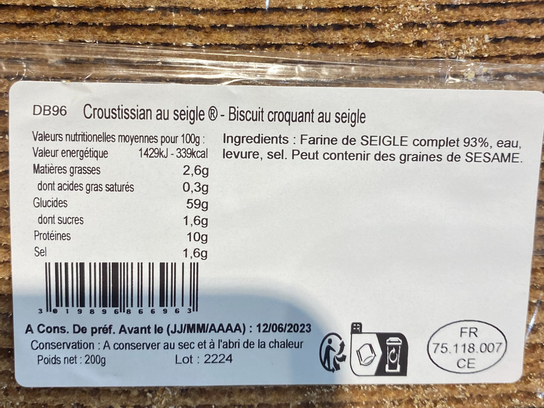 DB96 Croustissian au seigle ® - Biscuit croquant au seigle
Valeurs nutritionelles moyennes pour 100g :
Valeur energétique 1429kJ - 339kcal
Matières grasses 2,6g
dont acides gras saturés 0,3g
Glucides 59g
dont sucres 1,6g
Protéines 10g
Sel 1,6g
Ingredients : Farine de SEIGLE complet 93%, eau,
levure, sel. Peut contenir des graines de SESAME.
3 019896 866963
A Cons. De préf. Avant le (JJ/MM/AAAA) : 12/06/2023
Conservation : A conserver au sec et à l'abri de la chaleur
Poids net : 200g Lot : 2224
FR
75.118.007
CE